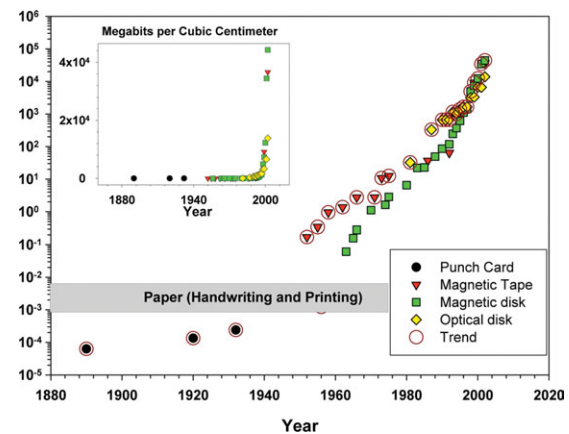 Megabits per Cubic Centimeter
10⁶
10⁵
10⁴
10³
10²
10¹
10⁰
10⁻¹
10⁻²
10⁻³
10⁻⁴
10⁻⁵
4x10⁴
2x10⁴
0
1880 1940 2000
Year
Paper (Handwriting and Printing)
Punch Card
Magnetic Tape
Magnetic disk
Optical disk
Trend
1880 1900 1920 1940 1960 1980 2000 2020
Year